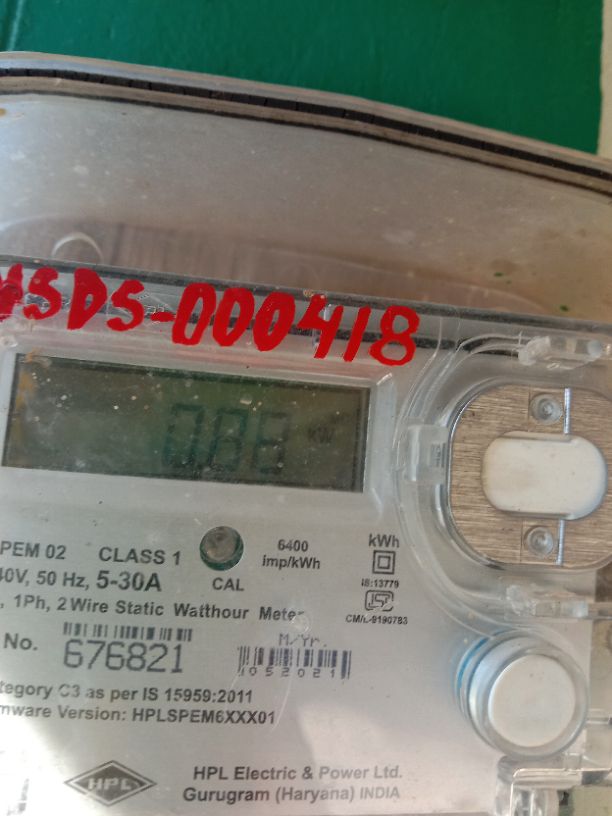 SDS-000418
kW
PEM 02 CLASS 1
6400 imp/kWh
kWh
40V, 50 Hz, 5-30A
CAL
IS:13779
1Ph, 2 Wire Static Watthour Meter
CM/L-9190783
No. 676821
M/Yr.
052021
tegory C3 as per IS 15959:2011
mware Version: HPLSPEM6XXX01
HPL
HPL Electric & Power Ltd.
Gurugram (Haryana) INDIA